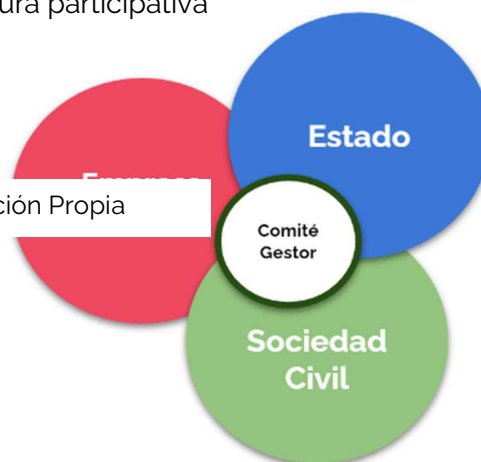 ura participativa
Estado
ción Propia
Comité
Gestor
Sociedad
Civil